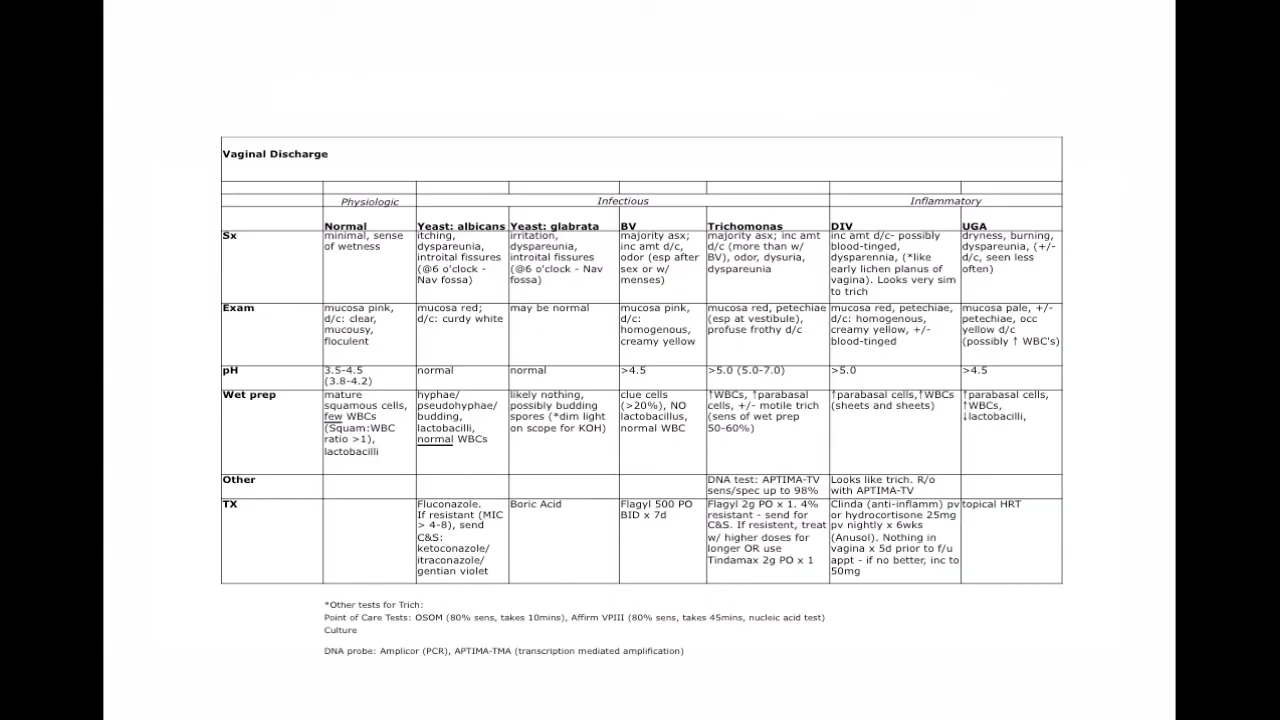 Vaginal Discharge
Physiologic Infectious Inflammatory
Normal Yeast: albicans Yeast: glabrata BV Trichomonas DIV UGA
Sx
minimal, sense
of wetness
itching,
dyspareunia,
introital fissures
(@6 o'clock -
Nav fossa)
irritation,
dyspareunia,
introital fissures
(@6 o'clock - Nav
fossa)
majority asx;
inc amt d/c,
odor (esp after
sex or w/
menses)
majority asx; inc amt
d/c (more than w/
BV), odor, dysuria,
dyspareunia
inc amt d/c- possibly
blood-tinged,
dysparennia, (*like
early lichen planus of
vagina). Looks very sim
to trich
dryness, burning,
dyspareunia, (+/-
d/c, seen less
often)
Exam
mucosa pink,
d/c: clear,
mucousy,
floculent
mucosa red;
d/c: curdy white
may be normal
mucosa pink,
d/c:
homogenous,
creamy yellow
mucosa red, petechiae
(esp at vestibule),
profuse frothy d/c
mucosa red, petechiae,
d/c: homogenous,
creamy yellow, +/-
blood-tinged
mucosa pale, +/-
petechiae, occ
yellow d/c
(possibly ↑ WBC's)
pH
3.5-4.5
(3.8-4.2)
normal
normal
>4.5
>5.0 (5.0-7.0)
>5.0
>4.5
Wet prep
mature
squamous cells,
few WBCs
(Squam:WBC
ratio >1),
lactobacilli
hyphae/
pseudohyphae/
budding,
lactobacilli,
normal WBCs
likely nothing,
possibly budding
spores (*dim light
on scope for KOH)
clue cells
(>20%), NO
lactobacillus,
normal WBC
↑WBCs, ↑parabasal
cells, +/- motile trich
(sens of wet prep
50-60%)
↑parabasal cells,↑WBCs
(sheets and sheets)
↑parabasal cells,
↑WBCs,
↓lactobacilli,
Other
DNA test: APTIMA-TV
sens/spec up to 98%
Looks like trich. R/o
with APTIMA-TV
TX
Fluconazole.
If resistant (MIC
> 4-8), send
C&S:
ketoconazole/
itraconazole/
gentian violet
Boric Acid
Flagyl 500 PO
BID x 7d
Flagyl 2g PO x 1. 4%
resistant - send for
C&S. If resistent, treat
w/ higher doses for
longer OR use
Tindamax 2g PO x 1
Clinda (anti-inflamm) pv
or hydrocortisone 25mg
pv nightly x 6wks
(Anusol). Nothing in
vagina x 5d prior to f/u
appt - if no better, inc to
50mg
topical HRT
*Other tests for Trich:
Point of Care Tests: OSOM (80% sens, takes 10mins), Affirm VPIII (80% sens, takes 45mins, nucleic acid test)
Culture
DNA probe: Amplicor (PCR), APTIMA-TMA (transcription mediated amplification)